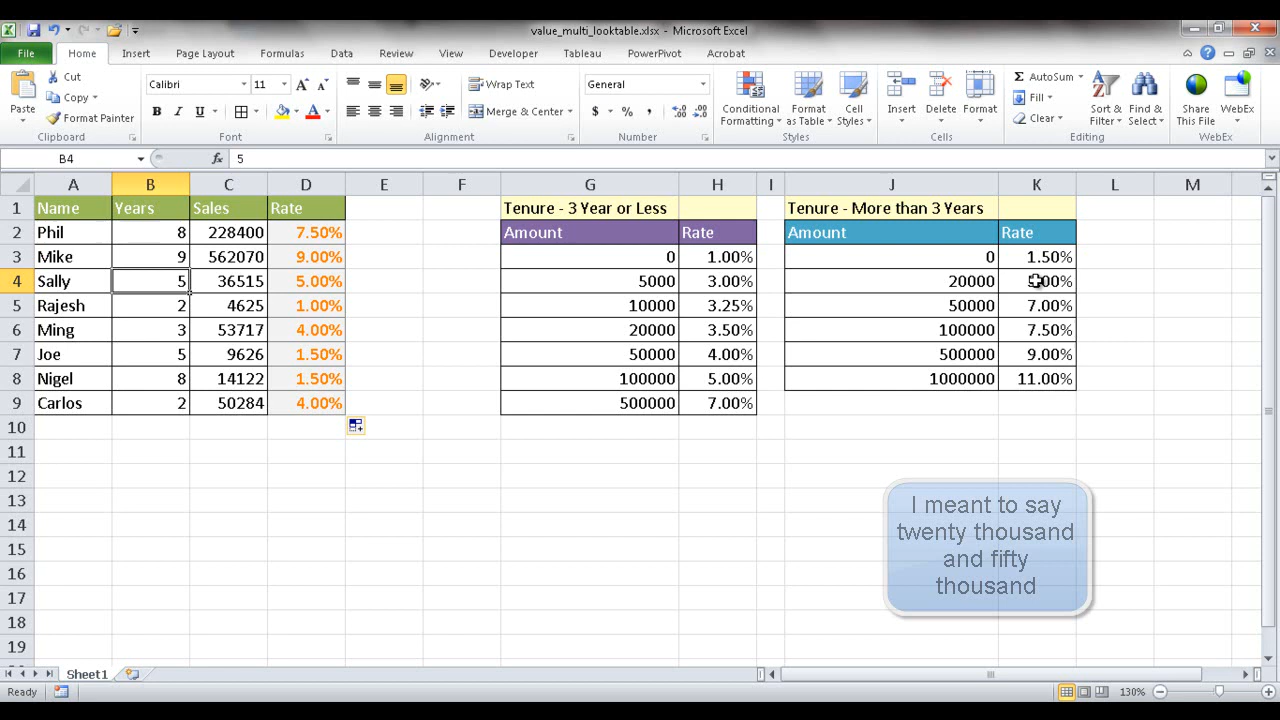 value_multi_looktable.xlsx - Microsoft Excel
File Home Insert Page Layout Formulas Data Review View Developer Tableau PowerPivot Acrobat
Paste Cut Copy Format Painter Clipboard
Calibri 11 B I U A A A Font
Wrap Text Merge & Center Alignment
General $ % , Number
Conditional Formatting Format as Table Cell Styles Styles
Insert Delete Format Cells
AutoSum Fill Clear Sort & Filter Find & Select Editing
Share This File WebEx WebEx
B4 fx 5
A B C D E F G H I J K L M
1 Name Years Sales Rate Tenure - 3 Year or Less Tenure - More than 3 Years
2 Phil 8 228400 7.50% Amount Rate Amount Rate
3 Mike 9 562070 9.00% 0 1.00% 0 1.50%
4 Sally 5 36515 5.00% 5000 3.00% 20000 .00%
5 Rajesh 2 4625 1.00% 10000 3.25% 50000 7.00%
6 Ming 3 53717 4.00% 20000 3.50% 100000 7.50%
7 Joe 5 9626 1.50% 50000 4.00% 500000 9.00%
8 Nigel 8 14122 1.50% 100000 5.00% 1000000 11.00%
9 Carlos 2 50284 4.00% 500000 7.00%
10
11
12
13
14
15
16
17
18
19
I meant to say
twenty thousand
and fifty
thousand
Sheet1
Ready 130%